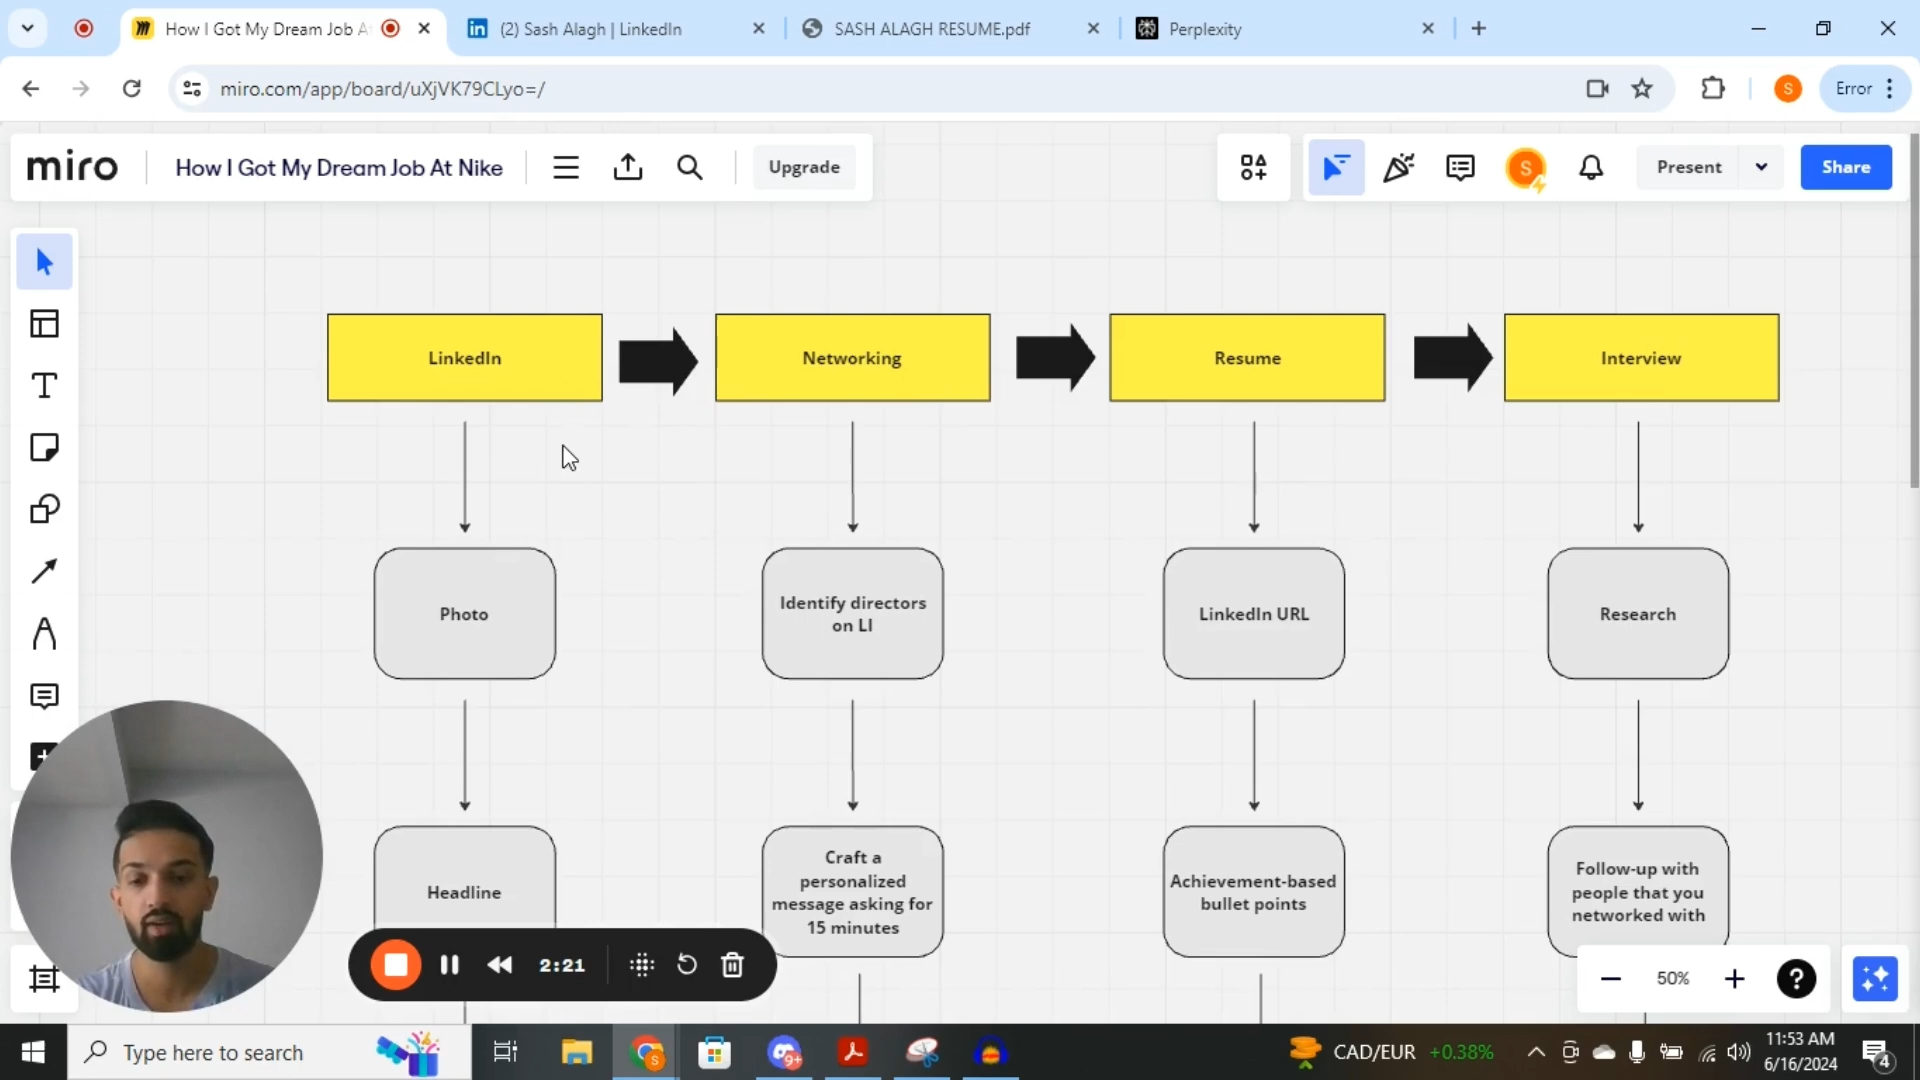 How I Got My Dream Job A
(2) Sash Alagh | LinkedIn
SASH ALAGH RESUME.pdf
Perplexity
miro.com/app/board/uXjVK79CLyo=/
S
Error
miro
How I Got My Dream Job At Nike
Upgrade
S
Present
Share
LinkedIn
Networking
Resume
Interview
Photo
Identify directors
on LI
LinkedIn URL
Research
Headline
Craft a
personalized
message asking for
15 minutes
Achievement-based
bullet points
Follow-up with
people that you
networked with
2:21
50%
Type here to search
S
9+
CAD/EUR +0.38%
11:53 AM
6/16/2024
4